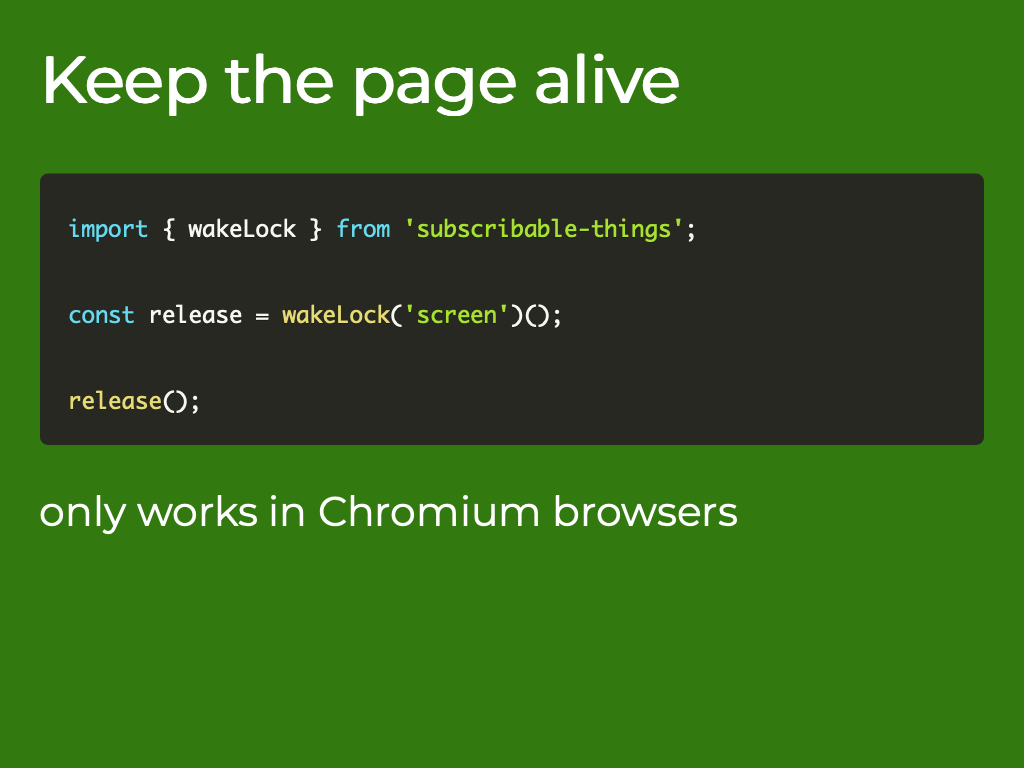 Keep the page alive
import { wakeLock } from 'subscribable-things';
const release = wakeLock('screen')();
release();
only works in Chromium browsers